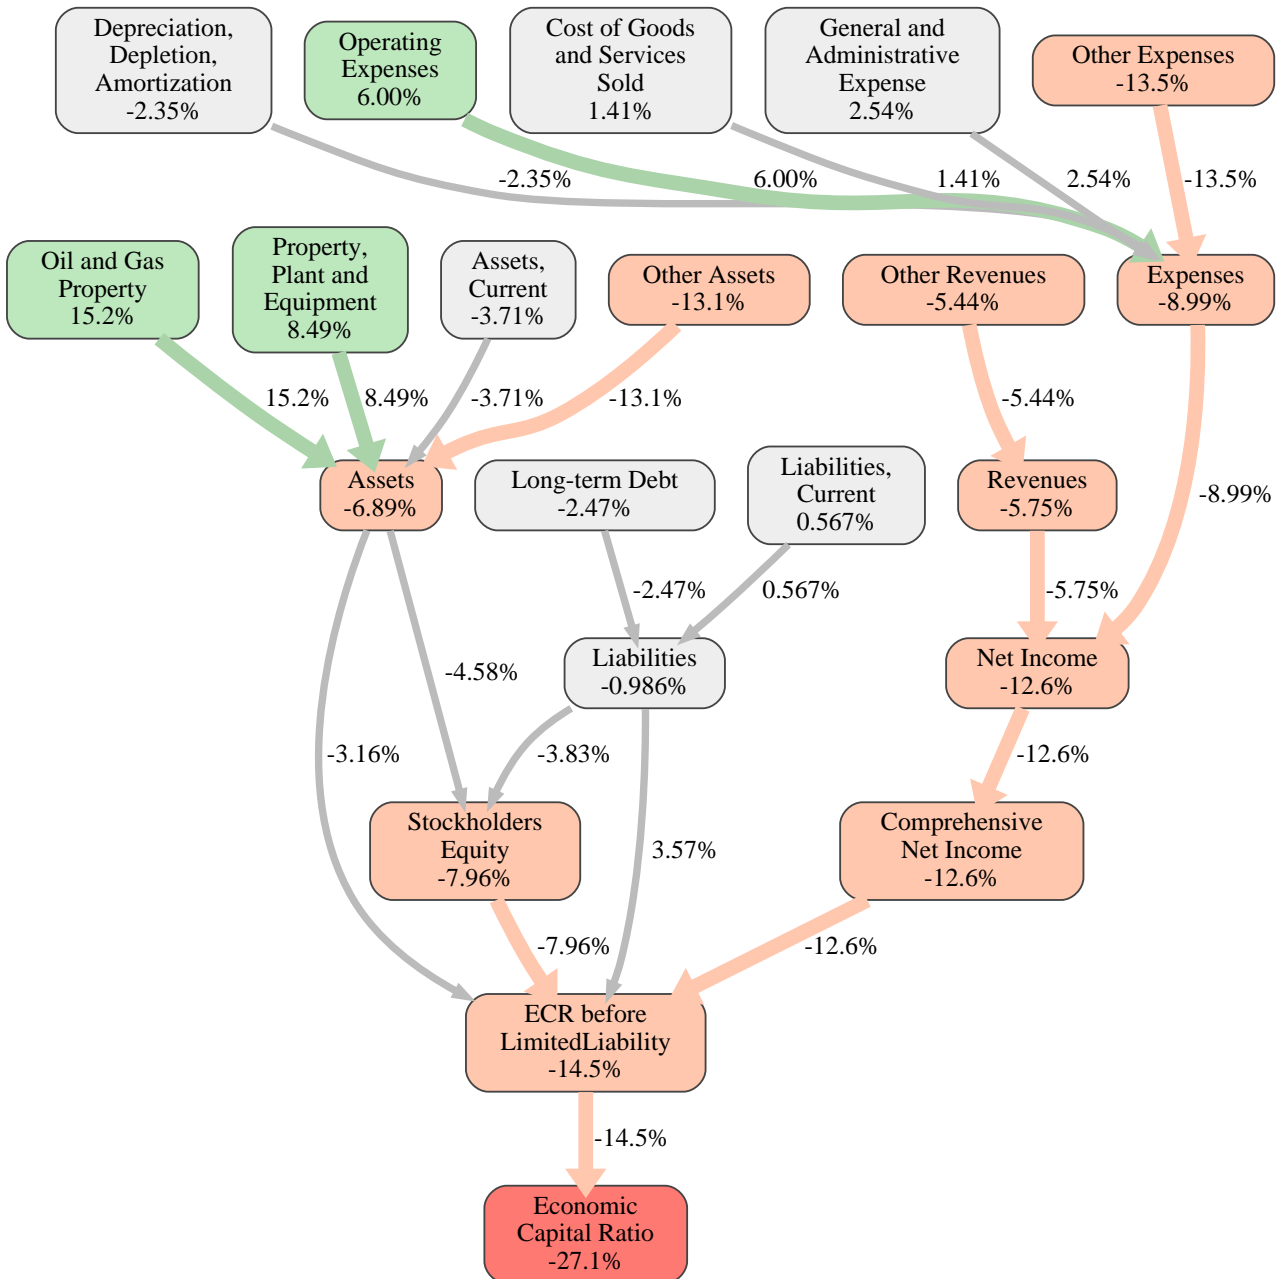 Depreciation,
Depletion,
Amortization
-2.35%
Operating
Expenses
6.00%
Cost of Goods
and Services
Sold
1.41%
General and
Administrative
Expense
2.54%
Other Expenses
-13.5%
-2.35%
6.00%
1.41%
2.54%
-13.5%
Oil and Gas
Property
15.2%
Property,
Plant and
Equipment
8.49%
Assets,
Current
-3.71%
Other Assets
-13.1%
Other Revenues
-5.44%
Expenses
-8.99%
15.2%
8.49%
-3.71%
-13.1%
-5.44%
-8.99%
Assets
-6.89%
Long-term Debt
-2.47%
Liabilities,
Current
0.567%
Revenues
-5.75%
-2.47%
0.567%
-5.75%
Liabilities
-0.986%
Net Income
-12.6%
-4.58%
-3.16%
-3.83%
-12.6%
Stockholders
Equity
-7.96%
3.57%
Comprehensive
Net Income
-12.6%
-7.96%
-12.6%
ECR before
LimitedLiability
-14.5%
-14.5%
Economic
Capital Ratio
-27.1%